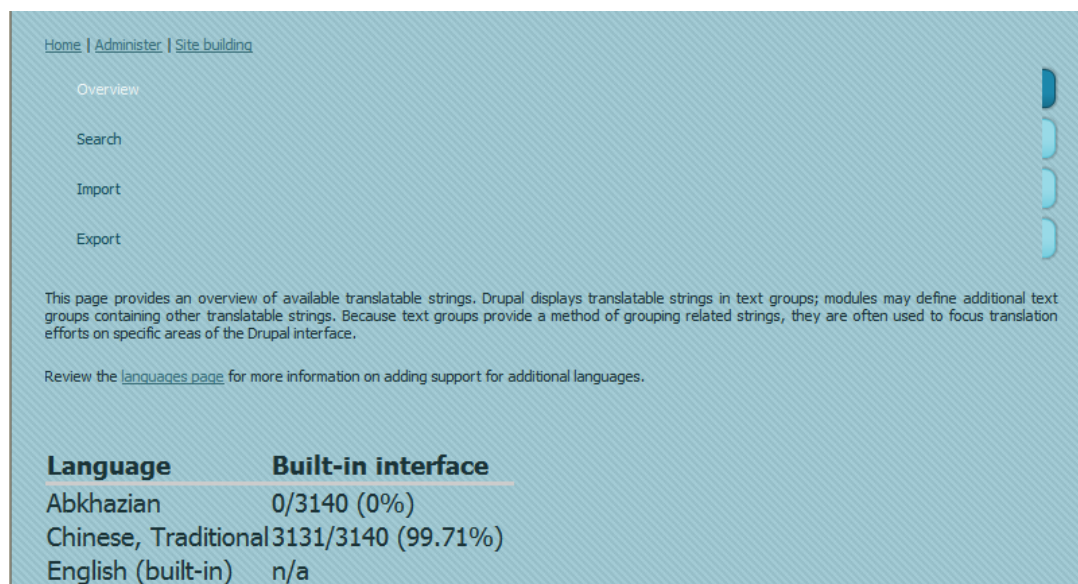 Home | Administer | Site building
Overview
Search
Import
Export
This page provides an overview of available translatable strings. Drupal displays translatable strings in text groups; modules may define additional text
groups containing other translatable strings. Because text groups provide a method of grouping related strings, they are often used to focus translation
efforts on specific areas of the Drupal interface.
Review the languages page for more information on adding support for additional languages.
Language Built-in interface
Abkhazian 0/3140 (0%)
Chinese, Traditional 3131/3140 (99.71%)
English (built-in) n/a